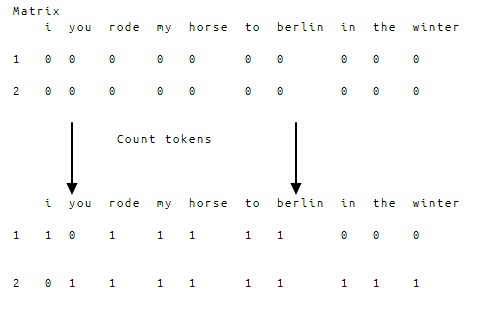 Matrix
i you rode my horse to berlin in the winter
1 0 0 0 0 0 0 0 0 0 0
2 0 0 0 0 0 0 0 0 0 0
Count tokens
i you rode my horse to berlin in the winter
1 1 0 1 1 1 1 1 0 0 0
2 0 1 1 1 1 1 1 1 1 1